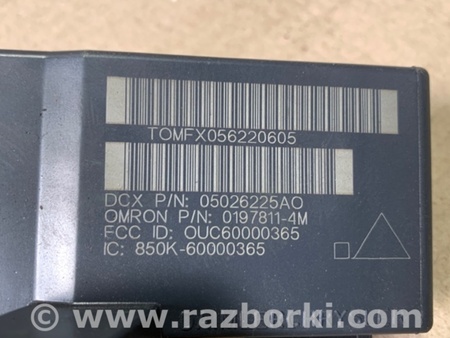 TOMFX056220605
DCX P/N: 05026225AO
OMRON P/N: 0197811-4M
FCC ID: OUC60000365
IC: 850K-60000365
© www.razborki.com